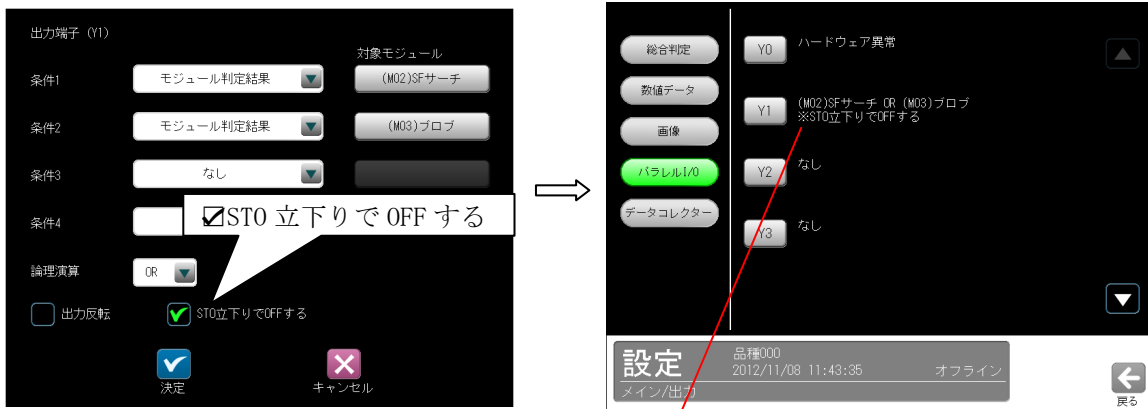 出力端子 (Y1)
対象モジュール
条件1 モジュール判定結果 (M02)SFサーチ
条件2 モジュール判定結果 (M03)ブロブ
条件3 なし
条件4
☑STO 立下りで OFF する
論理演算 OR
出力反転 STO立下りでOFFする
決定 キャンセル
総合判定
数値データ
画像
パラレルI/O
データコレクター
Y0 ハードウェア異常
Y1 (M02)SFサーチ OR (M03)ブロブ
※STO立下りでOFFする
Y2 なし
Y3 なし
設定 品種000
2012/11/08 11:43:35 オフライン
メイン/出力
戻る